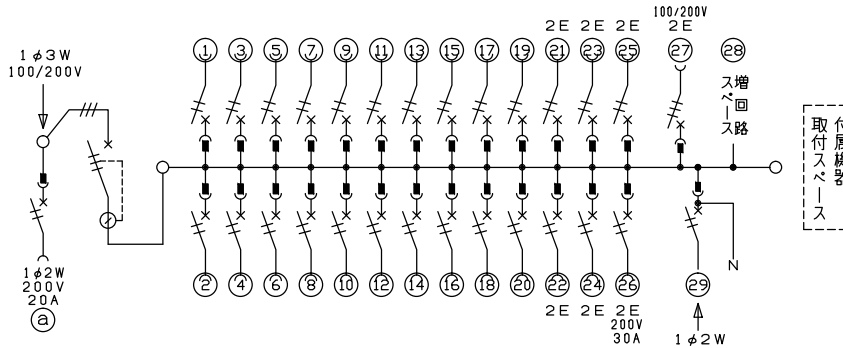 1φ3W
100/200V
1 3 5 7 9 11 13 15 17 19 21 23 25 27 28
2E 2E 2E
100/200V
2E
増回路
スペース
付属機器
取付スペース
1φ2W
200V
20A
a
2 4 6 8 10 12 14 16 18 20 22 24 26 29
2E 2E 2E
200V
30A
N
1φ2W